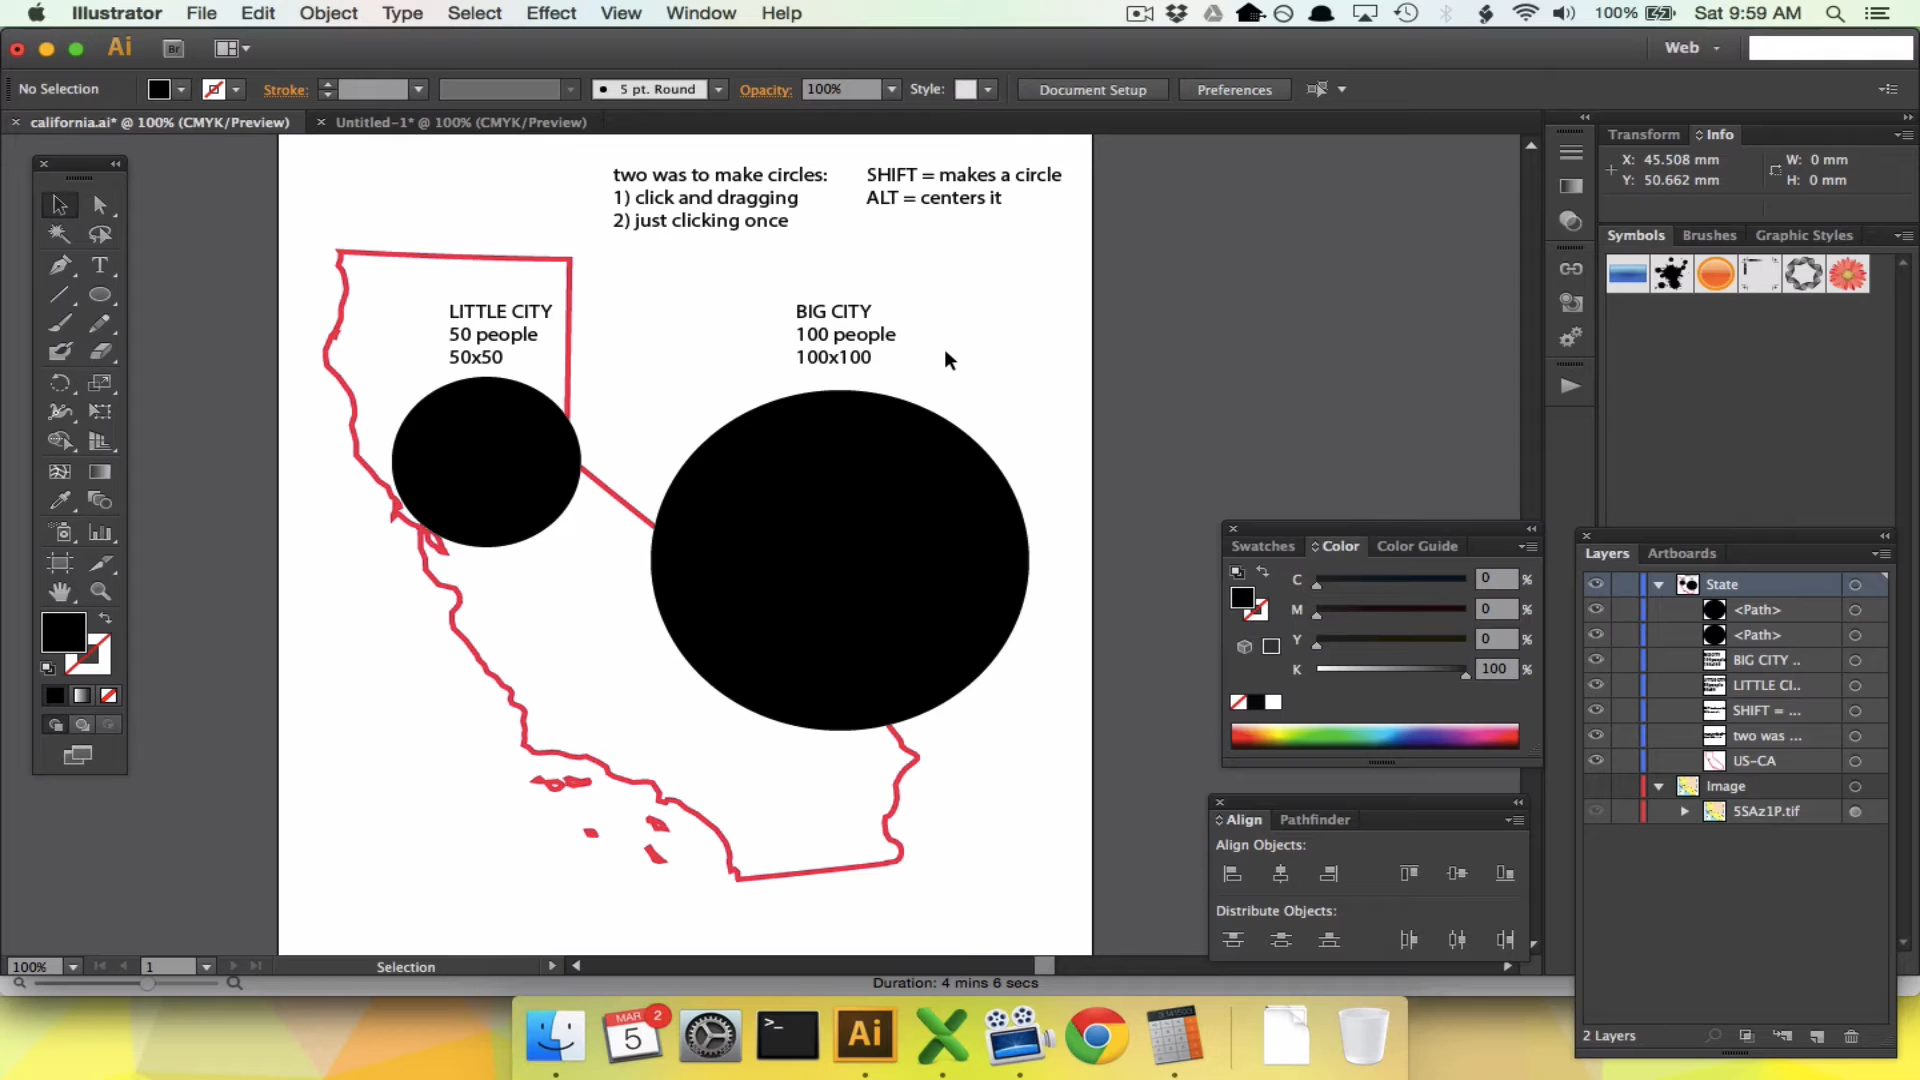 Illustrator File Edit Object Type Select Effect View Window Help
100% Sat 9:59 AM
Ai Br Web
No Selection Stroke: 5 pt. Round Opacity: 100% Style: Document Setup Preferences
california.ai* @ 100% (CMYK/Preview) Untitled-1* @ 100% (CMYK/Preview)
two was to make circles:
1) click and dragging
2) just clicking once
SHIFT = makes a circle
ALT = centers it
LITTLE CITY
50 people
50x50
BIG CITY
100 people
100x100
Transform Info
X: 45.508 mm
Y: 50.662 mm
W: 0 mm
H: 0 mm
Symbols Brushes Graphic Styles
Swatches Color Color Guide
C 0 %
M 0 %
Y 0 %
K 100 %
Align Pathfinder
Align Objects:
Distribute Objects:
Layers Artboards
State
<Path>
<Path>
BIG CITY ..
LITTLE CI..
SHIFT = ...
two was ...
US-CA
Image
5SAz1P.tif
2 Layers
100% 1 Selection
Duration: 4 mins 6 secs
MAR
5
2
>_
Ai